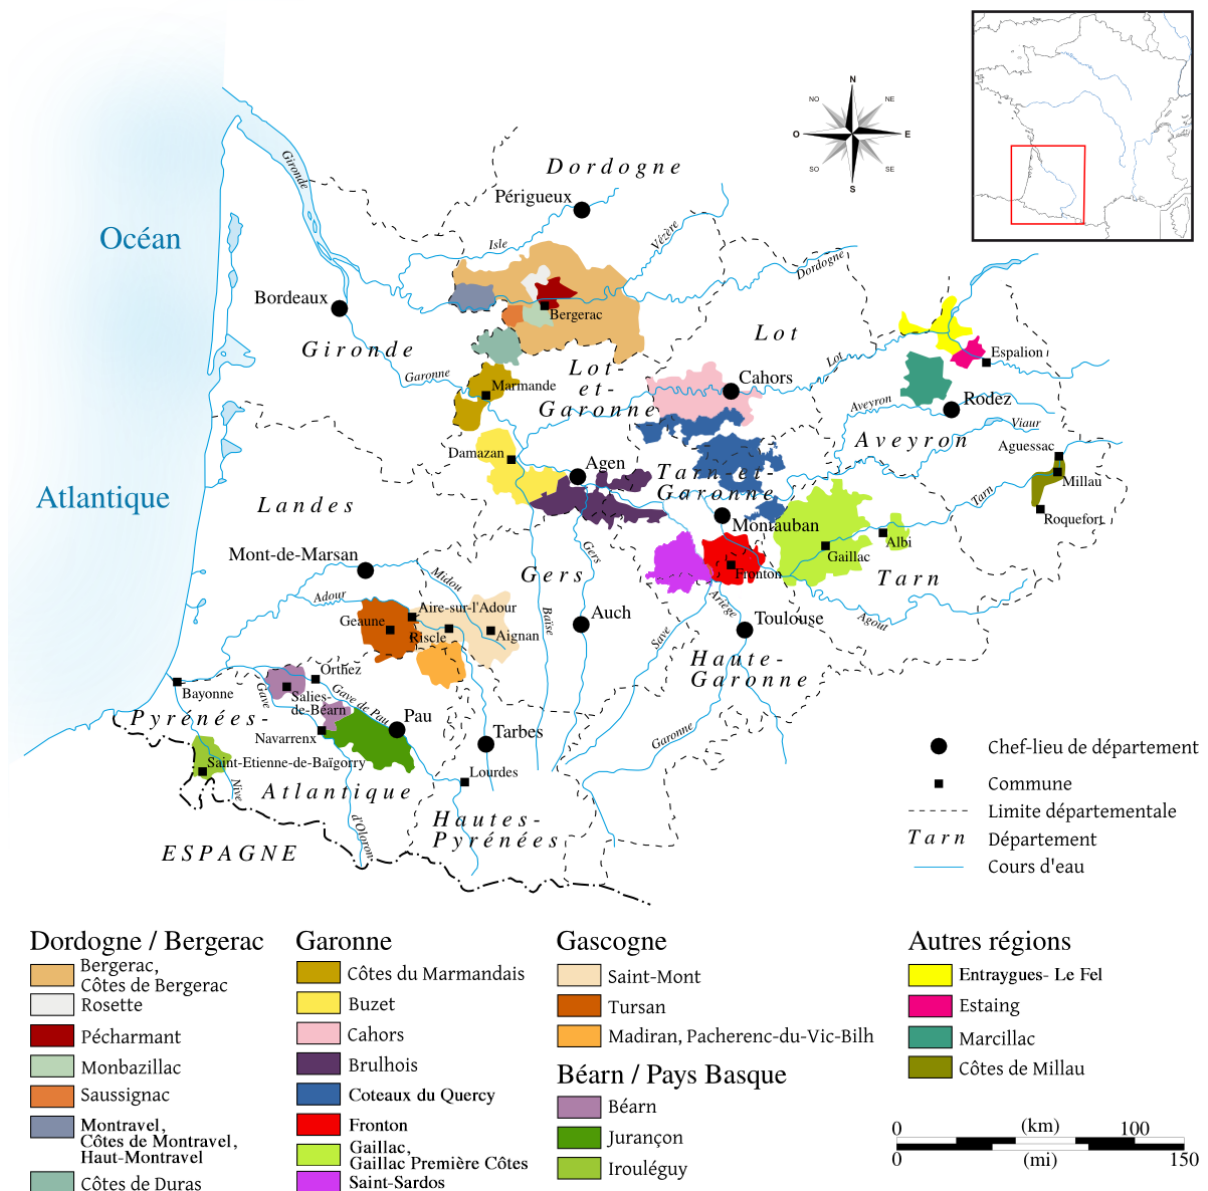 N
NO
NE
O
E
SO
SE
S
Dordogne
Périgueux
Gironde
Isle
Vézère
Océan
Dordogne
Bordeaux
Bergerac
Gironde
Lot
Espalion
Lot
Garonne
Lot-
et-
Garonne
Marmande
Cahors
Aveyron
Rodez
Viaur
Aveyron
Aguessac
Damazan
Agen
Tarn-et-
Garonne
Millau
Tarn
Atlantique
Landes
Roquefort
Montauban
Albi
Mont-de-Marsan
Gers
Gaillac
Fronton
Tarn
Midou
Gers
Adour
Aire-sur-l'Adour
Geaune
Riscle
Aignan
Baïse
Auch
Ariège
Toulouse
Agout
Save
Haute-
Garonne
Orthez
Bayonne
Gave
Salies-
de-Béarn
Gave de Pau
Pau
Pyrénées-
Navarrenx
Tarbes
Garonne
Saint-Etienne-de-Baïgorry
Lourdes
Nive
Atlantique
d'Oloron
Hautes-
Pyrénées
ESPAGNE
Chef-lieu de département
Commune
Limite départementale
Tarn Département
Cours d'eau
Dordogne / Bergerac
Bergerac,
Côtes de Bergerac
Rosette
Pécharmant
Monbazillac
Saussignac
Montravel,
Côtes de Montravel,
Haut-Montravel
Côtes de Duras
Garonne
Côtes du Marmandais
Buzet
Cahors
Brulhois
Coteaux du Quercy
Fronton
Gaillac,
Gaillac Première Côtes
Saint-Sardos
Gascogne
Saint-Mont
Tursan
Madiran, Pacherenc-du-Vic-Bilh
Béarn / Pays Basque
Béarn
Jurançon
Irouléguy
Autres régions
Entraygues- Le Fel
Estaing
Marcillac
Côtes de Millau
0 (km) 100
0 (mi) 150